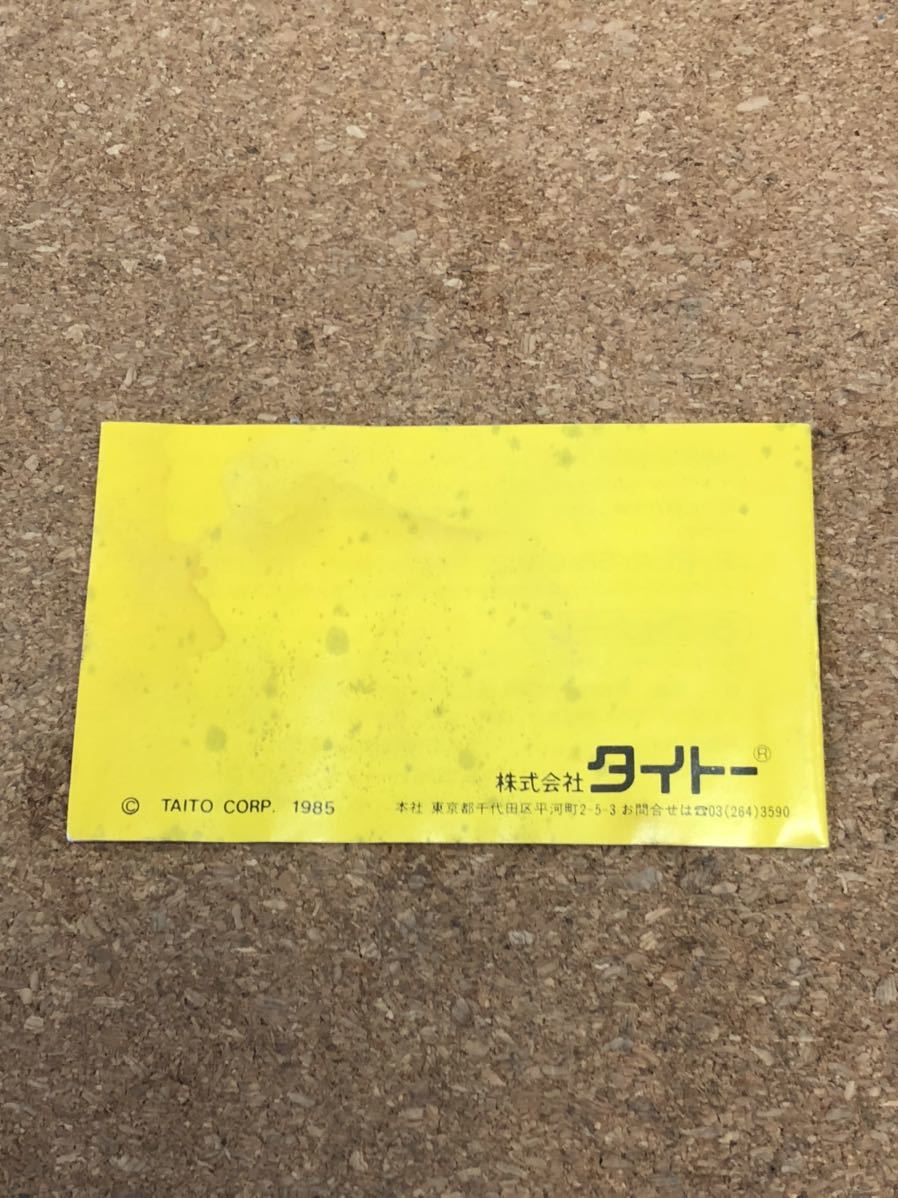 株式会社 タイトー®
© TAITO CORP. 1985
本社 東京都千代田区平河町2-5-3 お問合せは☎03(264)3590